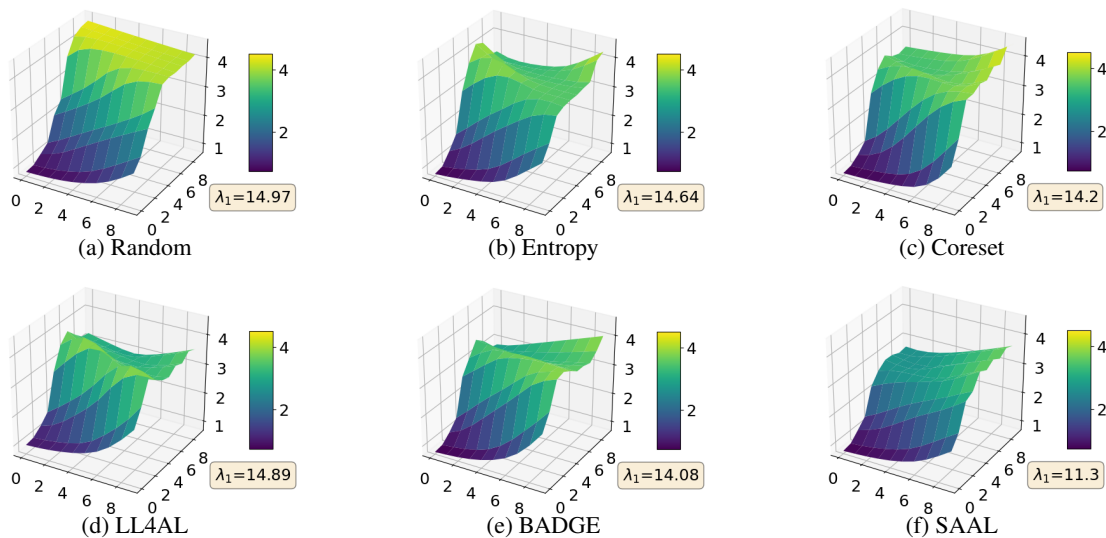 4
3
2
1
4
2
0 2 4 6 8
0 2 4 6 8
λ₁=14.97
(a) Random
4
3
2
1
4
2
0 2 4 6 8
0 2 4 6 8
λ₁=14.64
(b) Entropy
4
3
2
1
4
2
0 2 4 6 8
0 2 4 6 8
λ₁=14.2
(c) Coreset
4
3
2
1
4
2
0 2 4 6 8
0 2 4 6 8
λ₁=14.89
(d) LL4AL
4
3
2
1
4
2
0 2 4 6 8
0 2 4 6 8
λ₁=14.08
(e) BADGE
4
3
2
1
4
2
0 2 4 6 8
0 2 4 6 8
λ₁=11.3
(f) SAAL